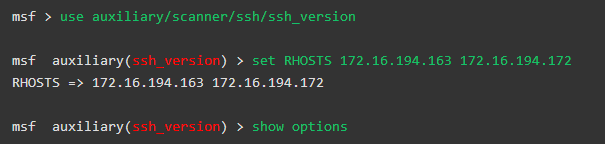 msf > use auxiliary/scanner/ssh/ssh_version
msf  auxiliary(ssh_version) > set RHOSTS 172.16.194.163 172.16.194.172
RHOSTS => 172.16.194.163 172.16.194.172
msf  auxiliary(ssh_version) > show options